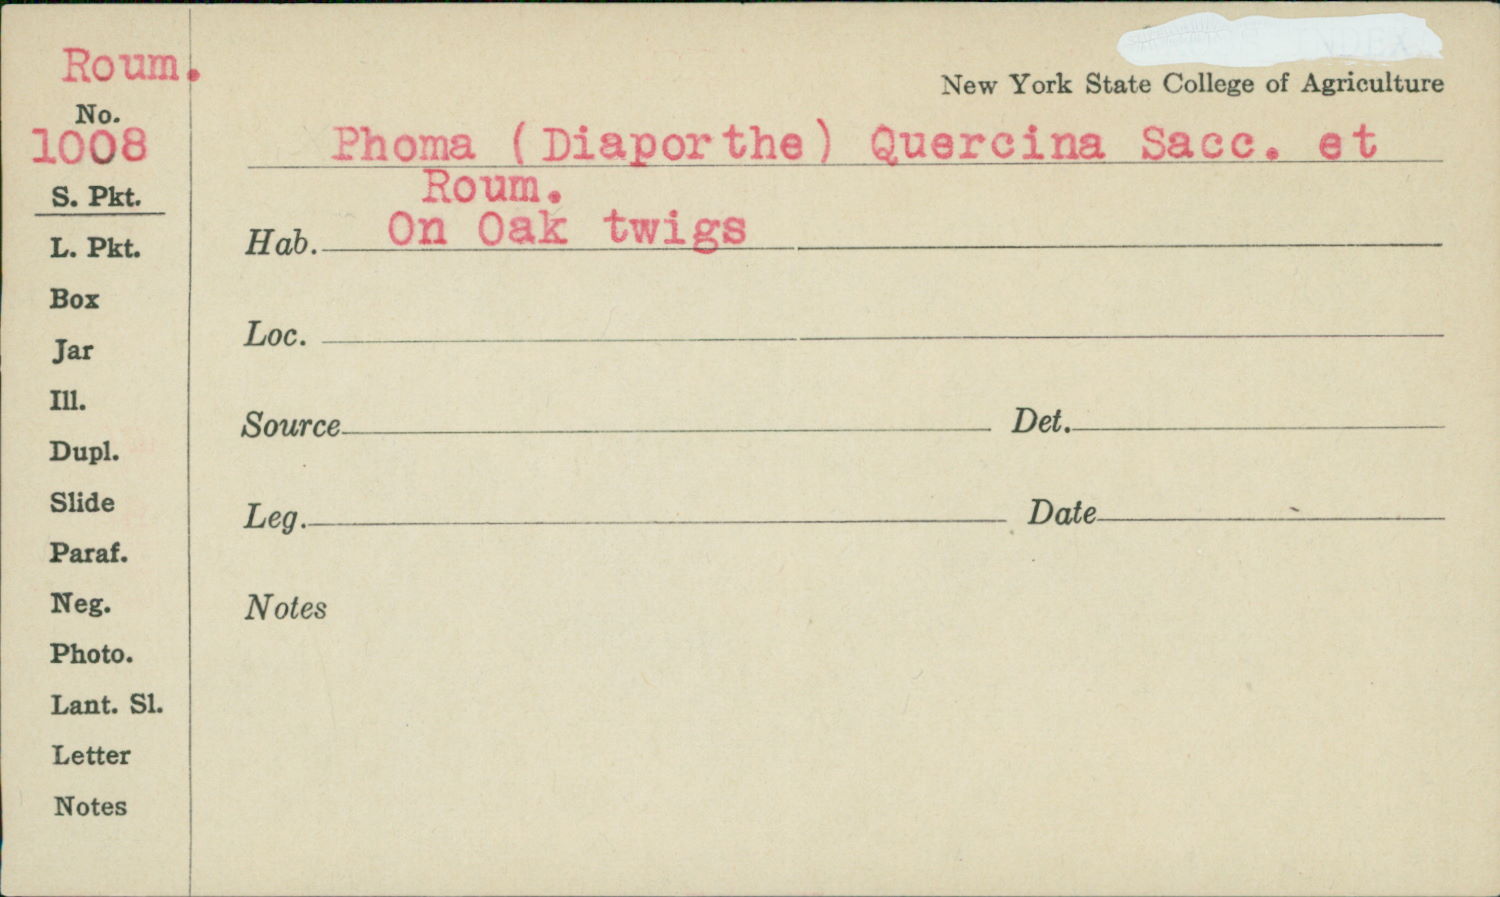 Roum.
New York State College of Agriculture
No.
1008
Phoma (Diaporthe) Quercina Sacc. et
Roum.
S. Pkt.
Hab. On Oak twigs
L. Pkt.
Box
Loc.
Jar
Ill.
Source Det.
Dupl.
Slide
Leg. Date
Paraf.
Neg.
Notes
Photo.
Lant. Sl.
Letter
Notes